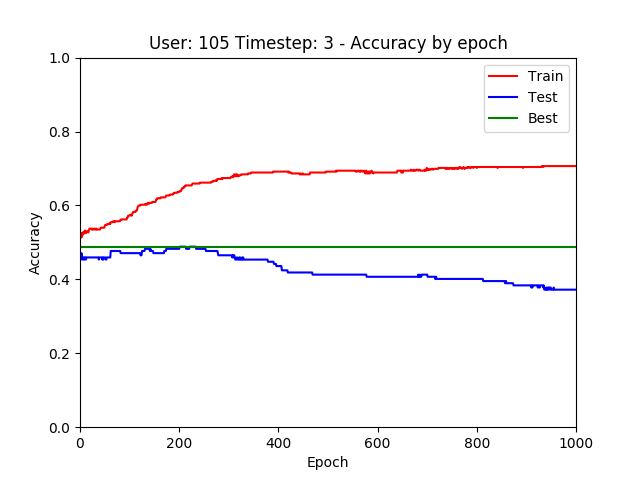 User: 105 Timestep: 3 - Accuracy by epoch
Train
Test
Best
Accuracy
1.0
0.8
0.6
0.4
0.2
0.0
0 200 400 600 800 1000
Epoch